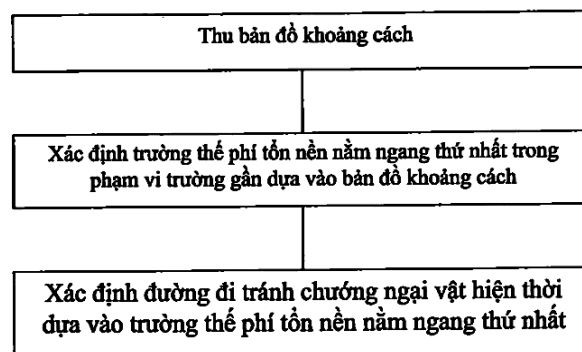 Thu bản đồ khoảng cách
Xác định trường thế phí tổn nền nằm ngang thứ nhất trong
phạm vi trường gần dựa vào bản đồ khoảng cách
Xác định đường đi tránh chướng ngại vật hiện thời
dựa vào trường thế phí tổn nền nằm ngang thứ nhất